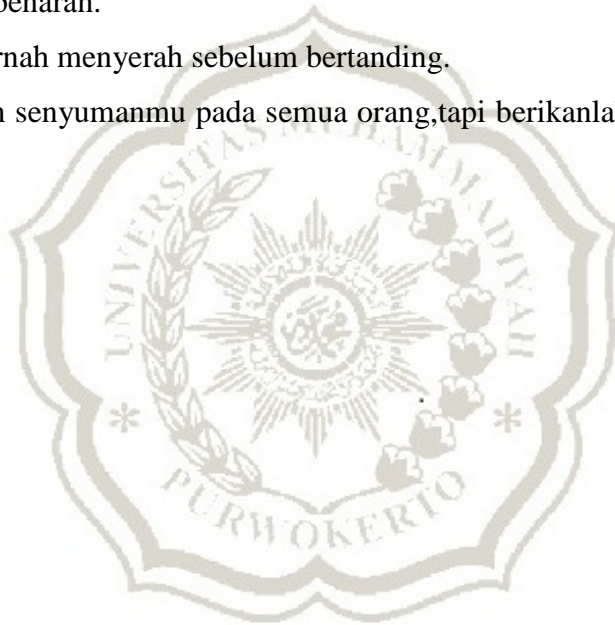 benaran.
rnah menyerah sebelum bertanding.
n senyumanmu pada semua orang,tapi berikanla
UNIVERSITAS MUHAMMADIYAH
PURWOKERTO